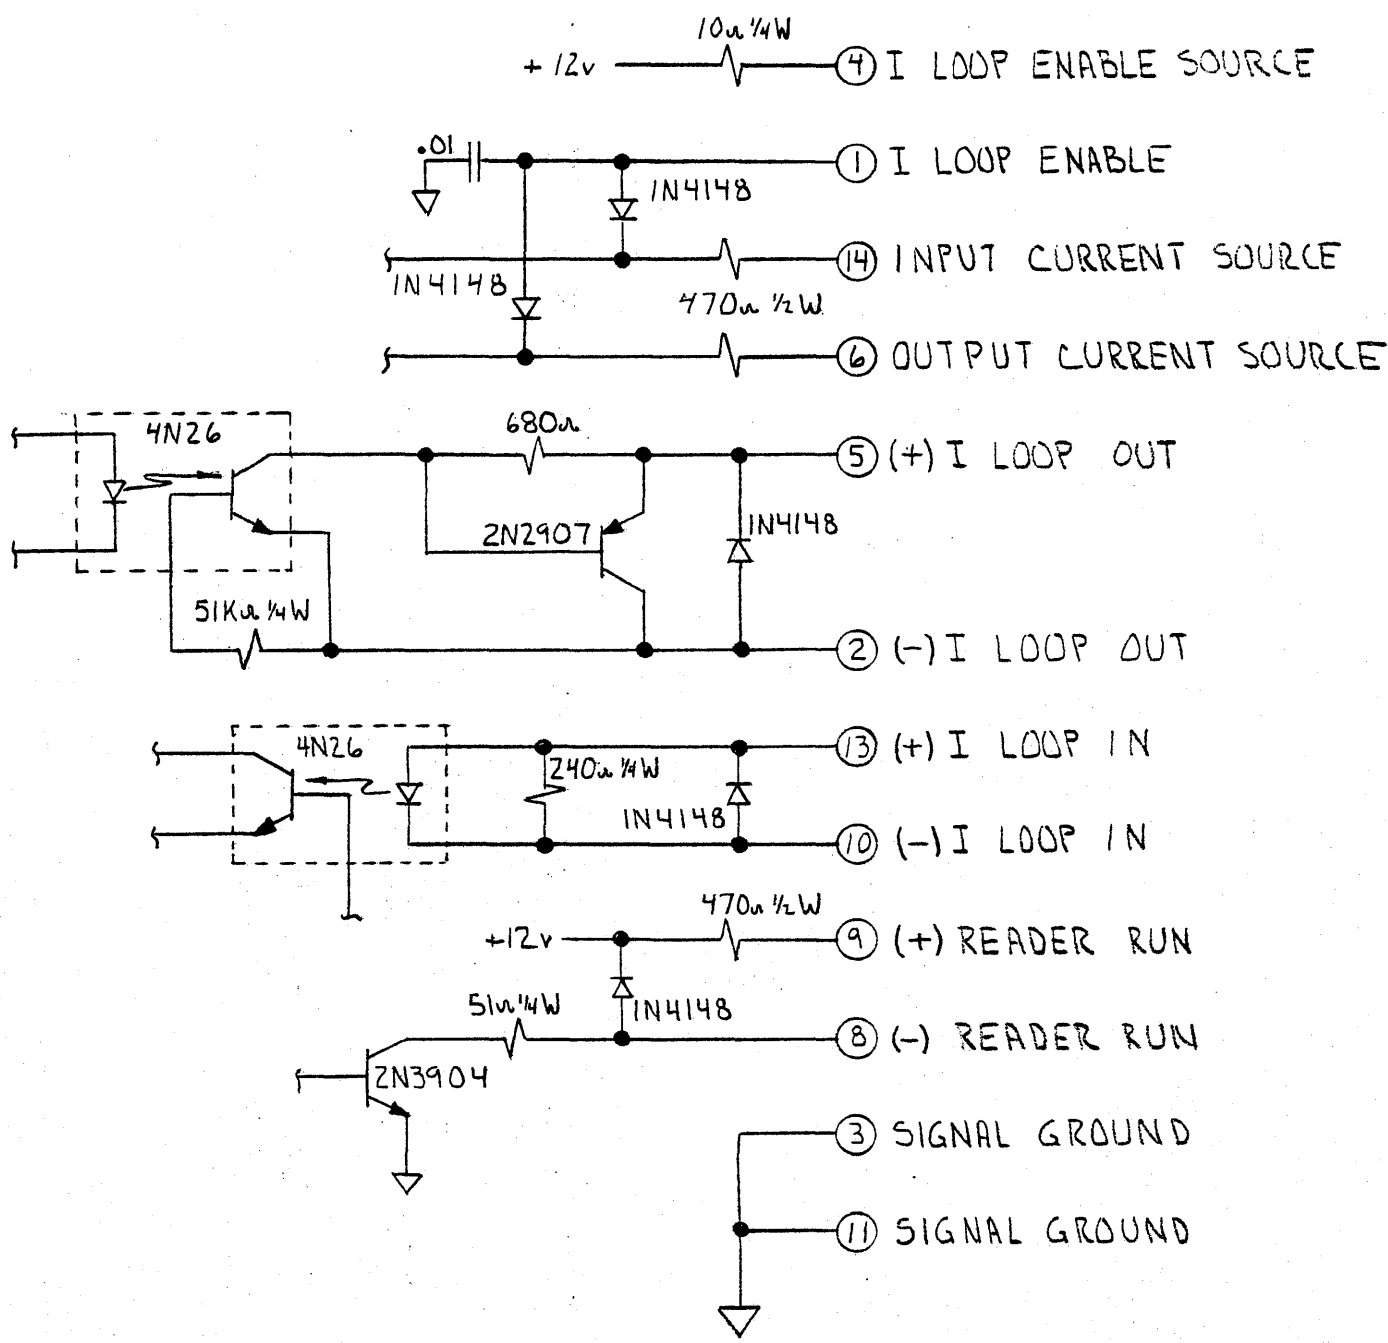 10Ω ¼W
+ 12v ④ I LOOP ENABLE SOURCE
.01 ① I LOOP ENABLE
1N4148
⑭ INPUT CURRENT SOURCE
1N4148
470Ω ½W
⑥ OUTPUT CURRENT SOURCE
4N26 680Ω
⑤ (+) I LOOP OUT
2N2907 1N4148
51KΩ ¼W
② (-) I LOOP OUT
4N26 ⑬ (+) I LOOP IN
240Ω ¼W
1N4148 ⑩ (-) I LOOP IN
470Ω ½W
+12v ⑨ (+) READER RUN
51Ω ¼W 1N4148
⑧ (-) READER RUN
2N3904
③ SIGNAL GROUND
⑪ SIGNAL GROUND